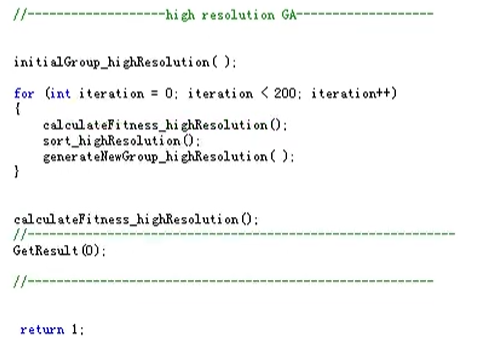 //-------------------high resolution GA-------------------
initialGroup_highResolution( );
for (int iteration = 0; iteration < 200; iteration++)
{
calculateFitness_highResolution();
sort_highResolution();
generateNewGroup_highResolution( );
}
calculateFitness_highResolution();
//-----------------------------------------------------------
GetResult(0);
//--------------------------------------------------------
return 1;